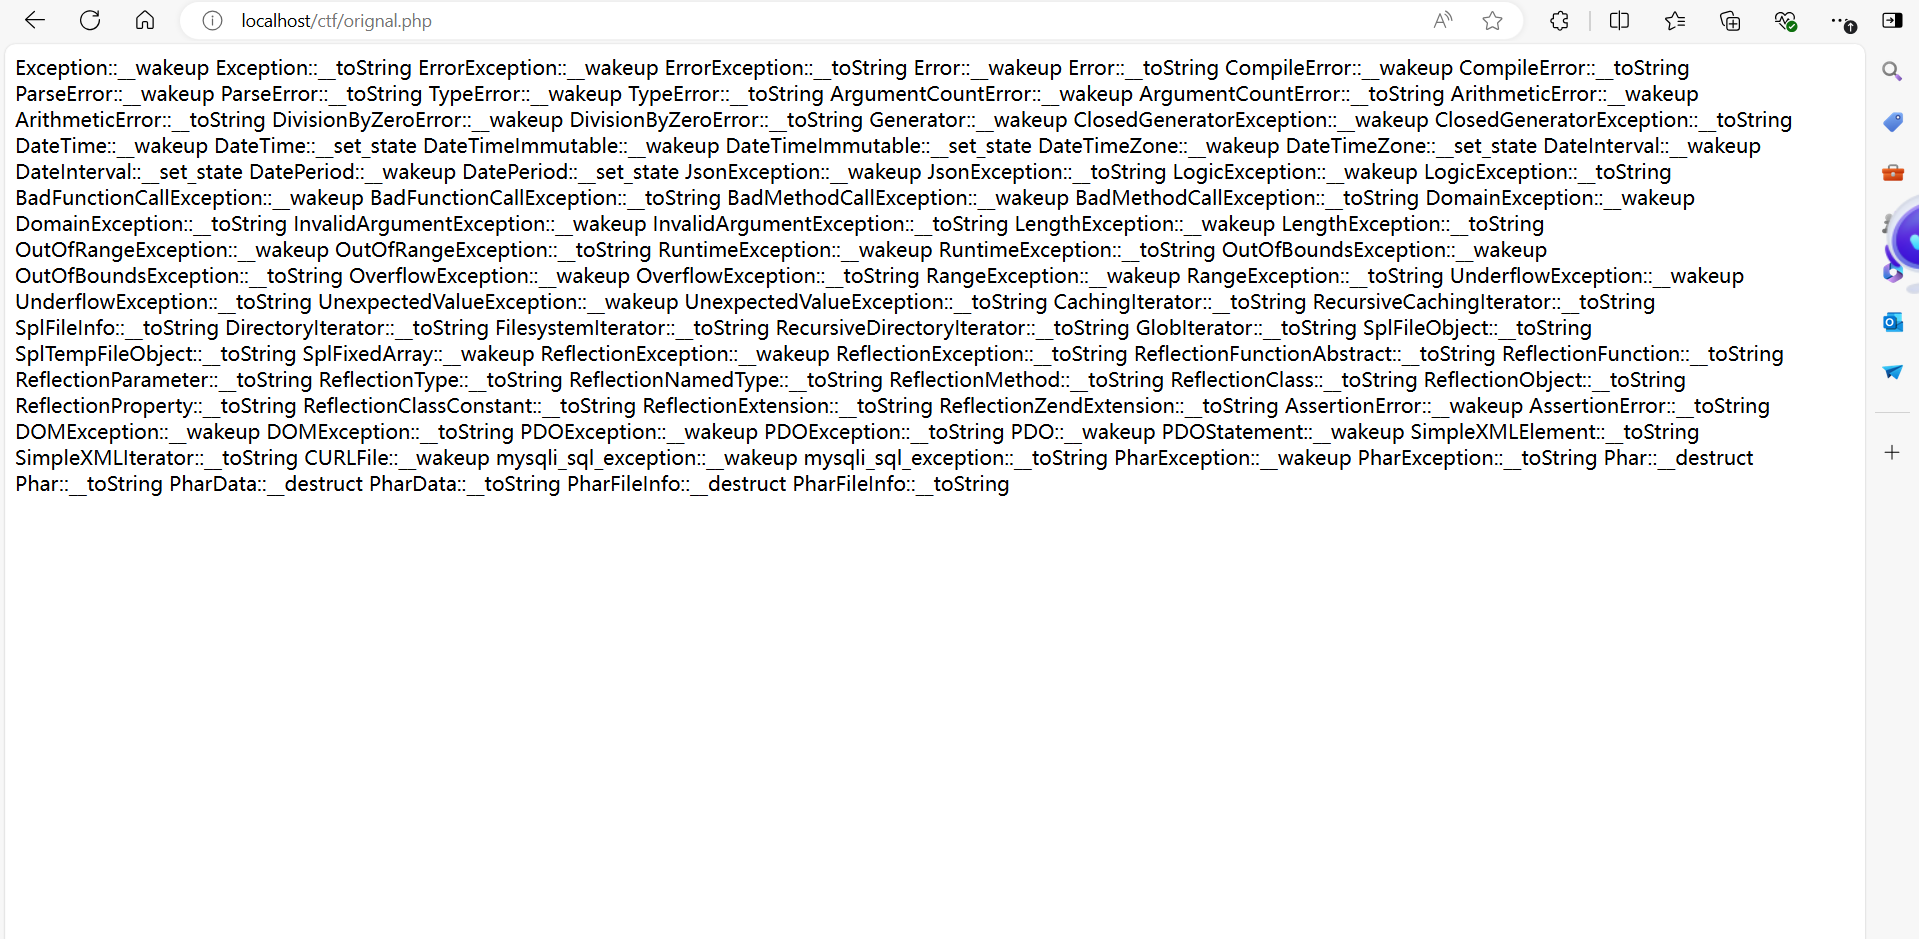 localhost/ctf/orignal.php
Exception::__wakeup Exception::__toString ErrorException::__wakeup ErrorException::__toString Error::__wakeup Error::__toString CompileError::__wakeup CompileError::__toString
ParseError::__wakeup ParseError::__toString TypeError::__wakeup TypeError::__toString ArgumentCountError::__wakeup ArgumentCountError::__toString ArithmeticError::__wakeup
ArithmeticError::__toString DivisionByZeroError::__wakeup DivisionByZeroError::__toString Generator::__wakeup ClosedGeneratorException::__wakeup ClosedGeneratorException::__toString
DateTime::__wakeup DateTime::__set_state DateTimeImmutable::__wakeup DateTimeImmutable::__set_state DateTimeZone::__wakeup DateTimeZone::__set_state DateInterval::__wakeup
DateInterval::__set_state DatePeriod::__wakeup DatePeriod::__set_state JsonException::__wakeup JsonException::__toString LogicException::__wakeup LogicException::__toString
BadFunctionCallException::__wakeup BadFunctionCallException::__toString BadMethodCallException::__wakeup BadMethodCallException::__toString DomainException::__wakeup
DomainException::__toString InvalidArgumentException::__wakeup InvalidArgumentException::__toString LengthException::__wakeup LengthException::__toString
OutOfRangeException::__wakeup OutOfRangeException::__toString RuntimeException::__wakeup RuntimeException::__toString OutOfBoundsException::__wakeup
OutOfBoundsException::__toString OverflowException::__wakeup OverflowException::__toString RangeException::__wakeup RangeException::__toString UnderflowException::__wakeup
UnderflowException::__toString UnexpectedValueException::__wakeup UnexpectedValueException::__toString CachingIterator::__toString RecursiveCachingIterator::__toString
SplFileInfo::__toString DirectoryIterator::__toString FilesystemIterator::__toString RecursiveDirectoryIterator::__toString GlobIterator::__toString SplFileObject::__toString
SplTempFileObject::__toString SplFixedArray::__wakeup ReflectionException::__wakeup ReflectionException::__toString ReflectionFunctionAbstract::__toString ReflectionFunction::__toString
ReflectionParameter::__toString ReflectionType::__toString ReflectionNamedType::__toString ReflectionMethod::__toString ReflectionClass::__toString ReflectionObject::__toString
ReflectionProperty::__toString ReflectionClassConstant::__toString ReflectionExtension::__toString ReflectionZendExtension::__toString AssertionError::__wakeup AssertionError::__toString
DOMException::__wakeup DOMException::__toString PDOException::__wakeup PDOException::__toString PDO::__wakeup PDOStatement::__wakeup SimpleXMLElement::__toString
SimpleXMLIterator::__toString CURLFile::__wakeup mysqli_sql_exception::__wakeup mysqli_sql_exception::__toString PharException::__wakeup PharException::__toString Phar::__destruct
Phar::__toString PharData::__destruct PharData::__toString PharFileInfo::__destruct PharFileInfo::__toString